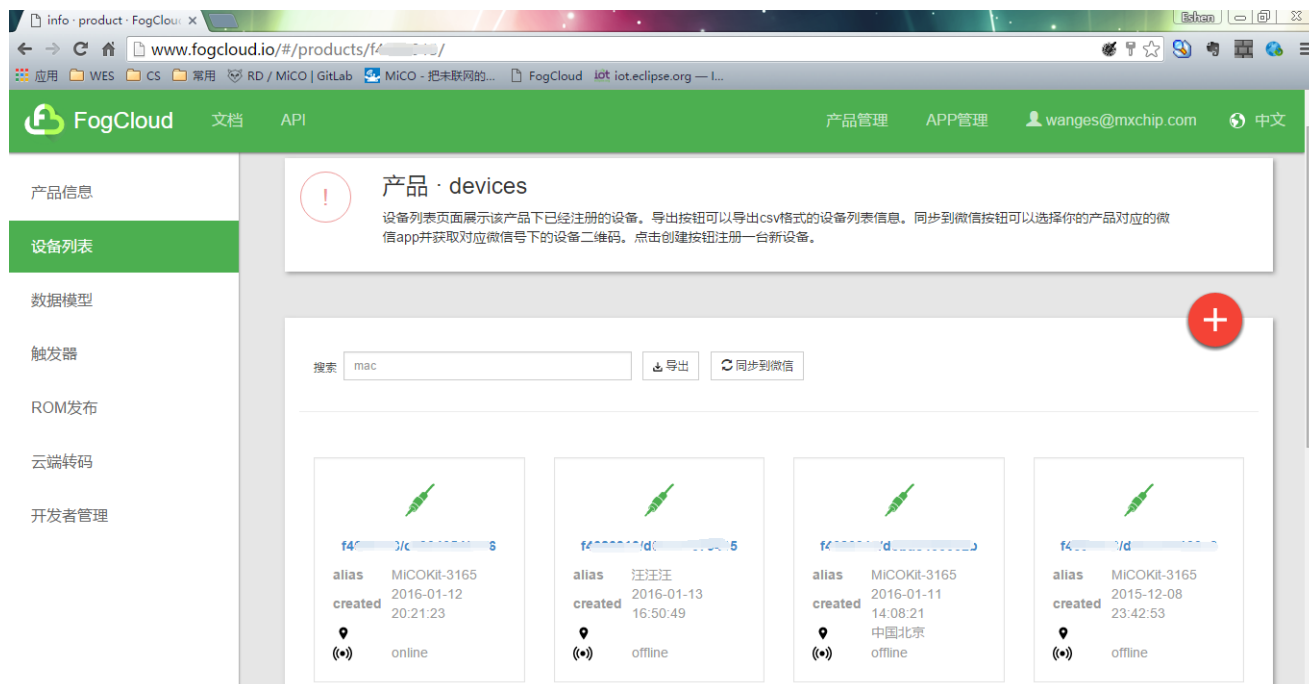 info · product · FogClou
Eshen
www.fogcloud.io/#/products/f4
应用 WES CS 常用 RD / MiCO | GitLab MiCO - 把未联网的... FogCloud iot.eclipse.org — I...
FogCloud 文档 API 产品管理 APP管理 wanges@mxchip.com 中文
产品信息
设备列表
数据模型
触发器
ROM发布
云端转码
开发者管理
产品 · devices
设备列表页面展示该产品下已经注册的设备。导出按钮可以导出csv格式的设备列表信息。同步到微信按钮可以选择你的产品对应的微
信app并获取对应微信号下的设备二维码。点击创建按钮注册一台新设备。
搜索 mac 导出 同步到微信
alias MiCOKit-3165
created 2016-01-12
20:21:23
online
alias 汪汪汪
created 2016-01-13
16:50:49
offline
alias MiCOKit-3165
created 2016-01-11
14:08:21
中国北京
offline
alias MiCOKit-3165
created 2015-12-08
23:42:53
offline